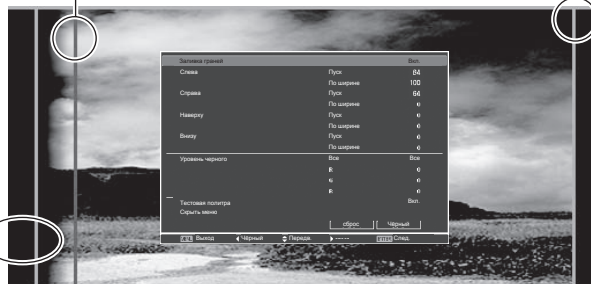 Заливка граней Вкл.
Слева Пуск 64
По ширине 100
Справа Пуск 64
По ширине 0
Наверху Пуск 0
По ширине 0
Внизу Пуск 0
По ширине 0
Уровень черного Все Все
R 0
G 0
B 0
Тестовая политра Вкл.
Скрыть меню
сброс Чёрный
Выход Чёрный Передв. ----- След.